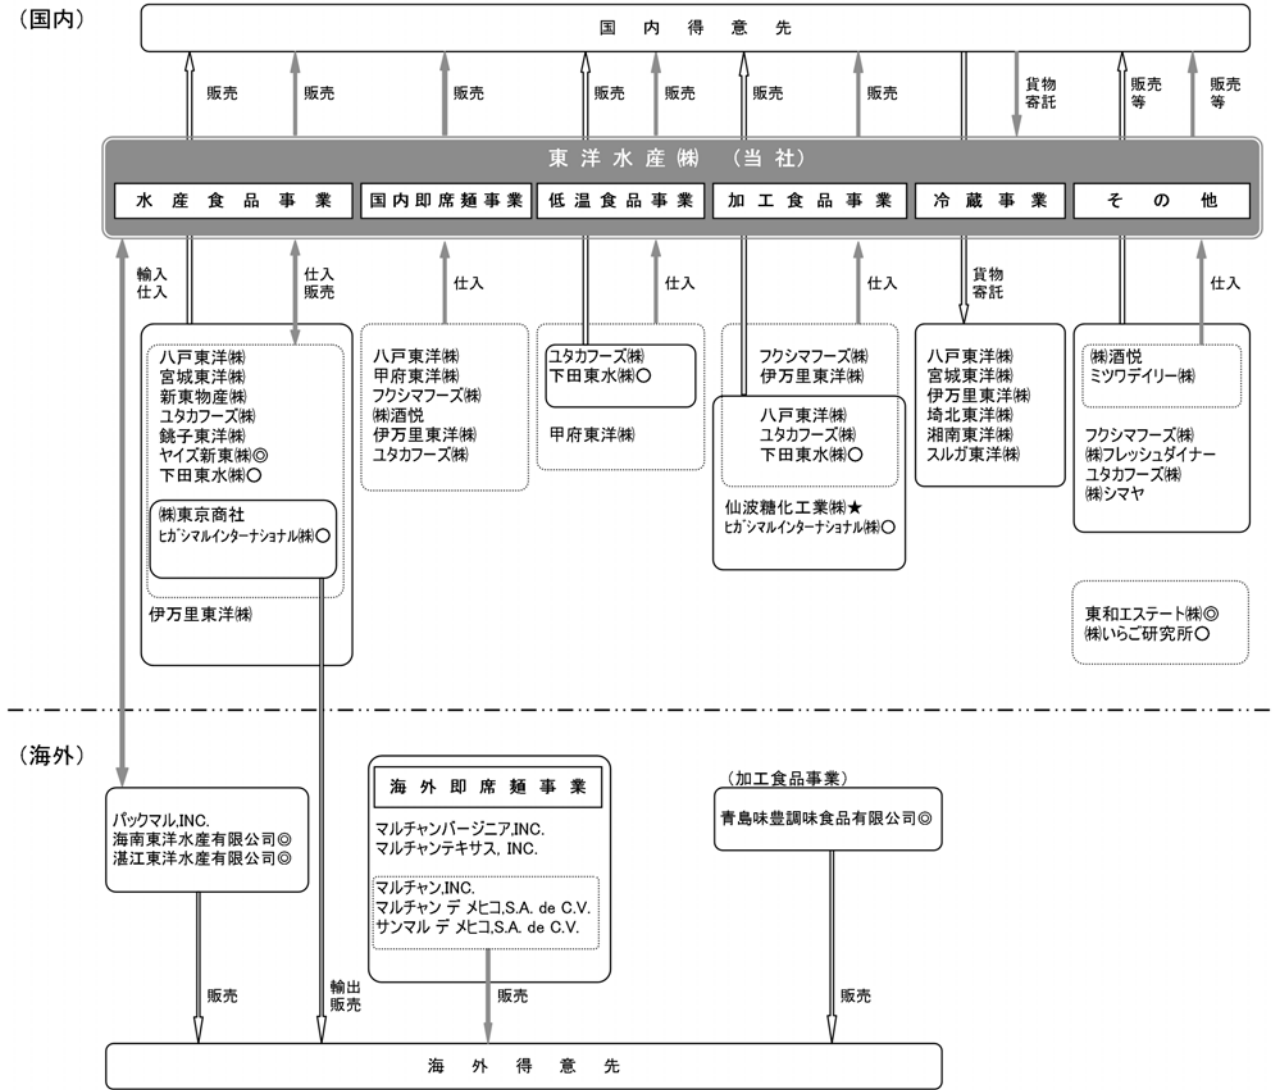 （国内）
国内得意先
販売
販売
販売
販売
販売
販売
販売
貨物
寄託
販売
等
販売
等
東洋水産㈱（当社）
水産食品事業
国内即席麺事業
低温食品事業
加工食品事業
冷蔵事業
その他
輸入
仕入
仕入
販売
仕入
仕入
仕入
貨物
寄託
仕入
八戸東洋㈱
宮城東洋㈱
新東物産㈱
ユタカフーズ㈱
銚子東洋㈱
ヤイズ新東㈱◎
下田東水㈱○
㈱東京商社
ヒガシマルインターナショナル㈱○
伊万里東洋㈱
八戸東洋㈱
甲府東洋㈱
フクシマフーズ㈱
㈱酒悦
伊万里東洋㈱
ユタカフーズ㈱
ユタカフーズ㈱
下田東水㈱○
甲府東洋㈱
フクシマフーズ㈱
伊万里東洋㈱
八戸東洋㈱
ユタカフーズ㈱
下田東水㈱○
仙波糖化工業㈱★
ヒガシマルインターナショナル㈱○
八戸東洋㈱
宮城東洋㈱
伊万里東洋㈱
埼北東洋㈱
湘南東洋㈱
スルガ東洋㈱
㈱酒悦
ミツワデイリー㈱
フクシマフーズ㈱
㈱フレッシュダイナー
ユタカフーズ㈱
㈱シマヤ
東和エステート㈱◎
㈱いらご研究所○
（海外）
パックマル,INC.
海南東洋水産有限公司◎
湛江東洋水産有限公司◎
海外即席麺事業
マルチャンバージニア,INC.
マルチャンテキサス, INC.
マルチャン,INC.
マルチャン デ メヒコ,S.A. de C.V.
サンマル デ メヒコ,S.A. de C.V.
（加工食品事業）
青島味豊調味食品有限公司◎
販売
輸出
販売
販売
販売
海外得意先